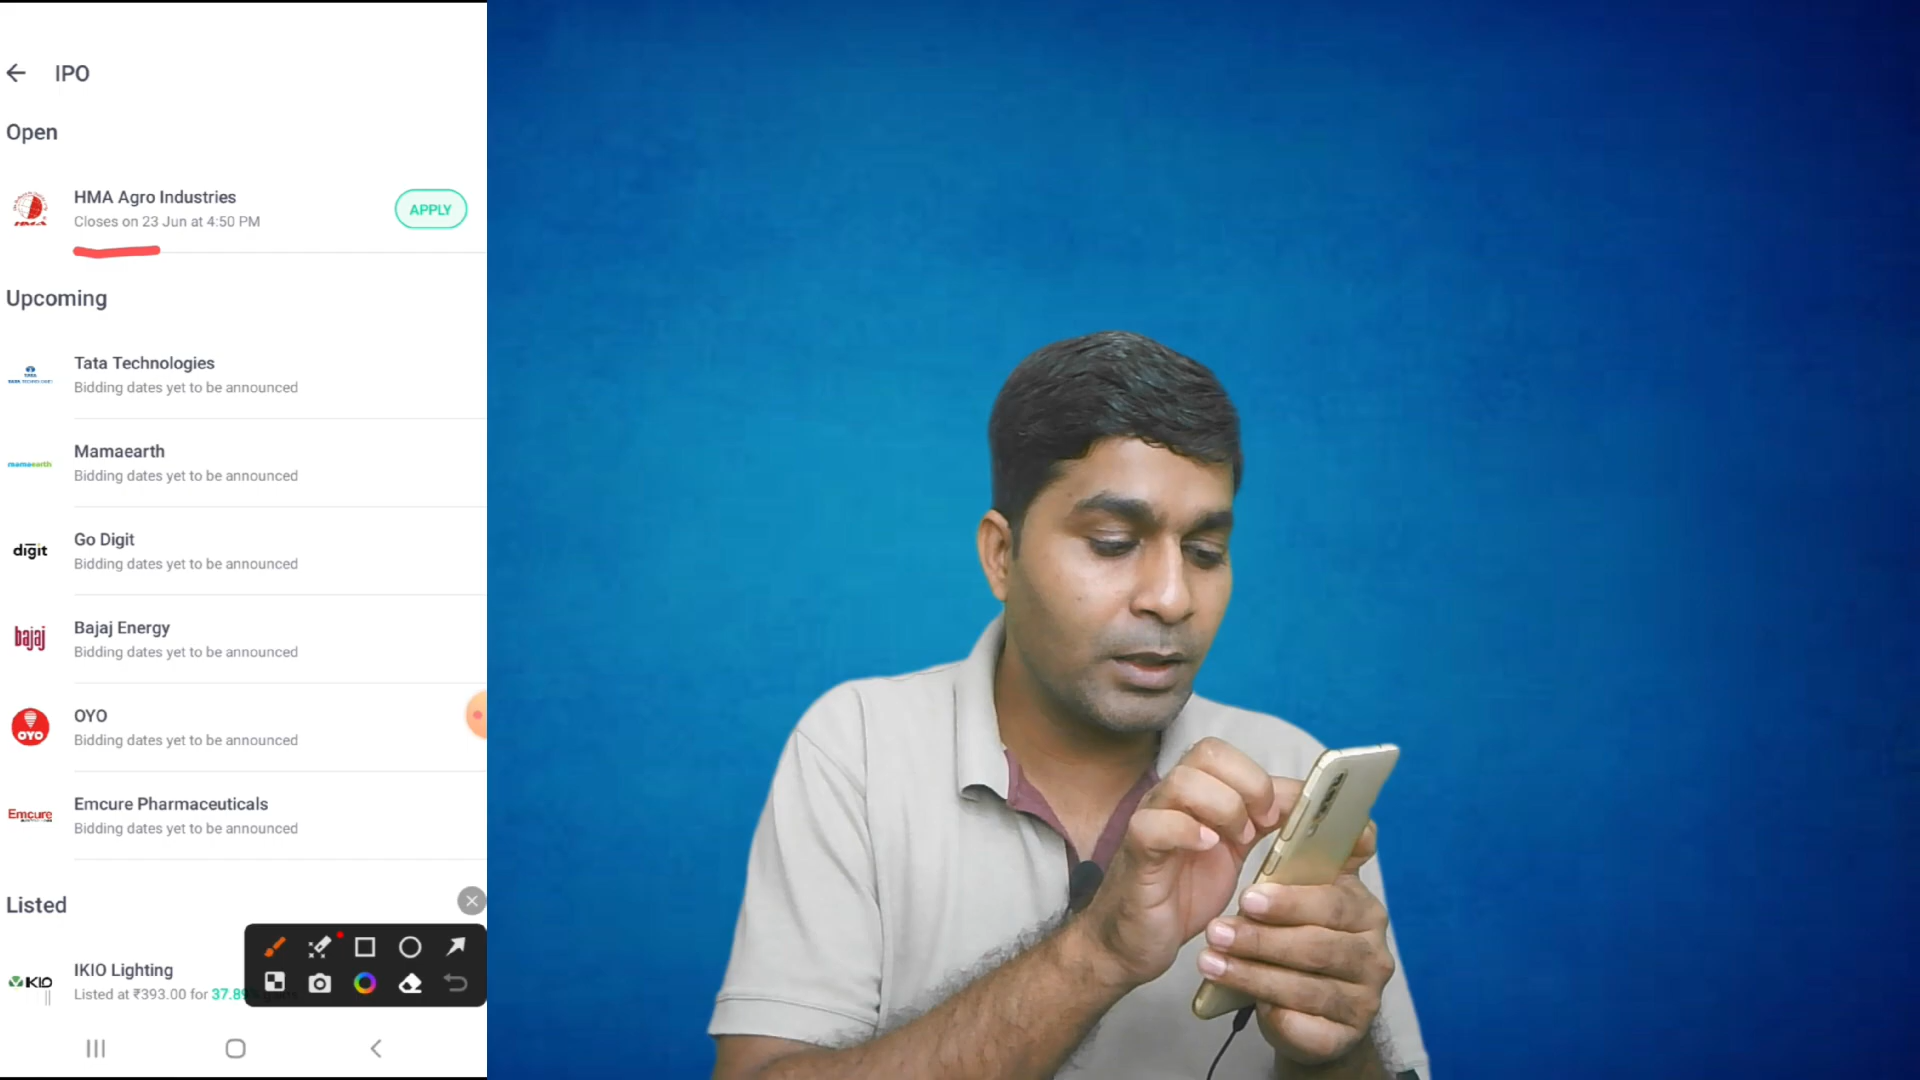 IPO
Open
HMA Agro Industries
Closes on 23 Jun at 4:50 PM
APPLY
Upcoming
Tata Technologies
Bidding dates yet to be announced
mamaearth
Mamaearth
Bidding dates yet to be announced
digit
Go Digit
Bidding dates yet to be announced
bajaj
Bajaj Energy
Bidding dates yet to be announced
OYO
OYO
Bidding dates yet to be announced
Emcure
Emcure Pharmaceuticals
Bidding dates yet to be announced
Listed
IKIO
IKIO Lighting
Listed at ₹393.00 for 37.8